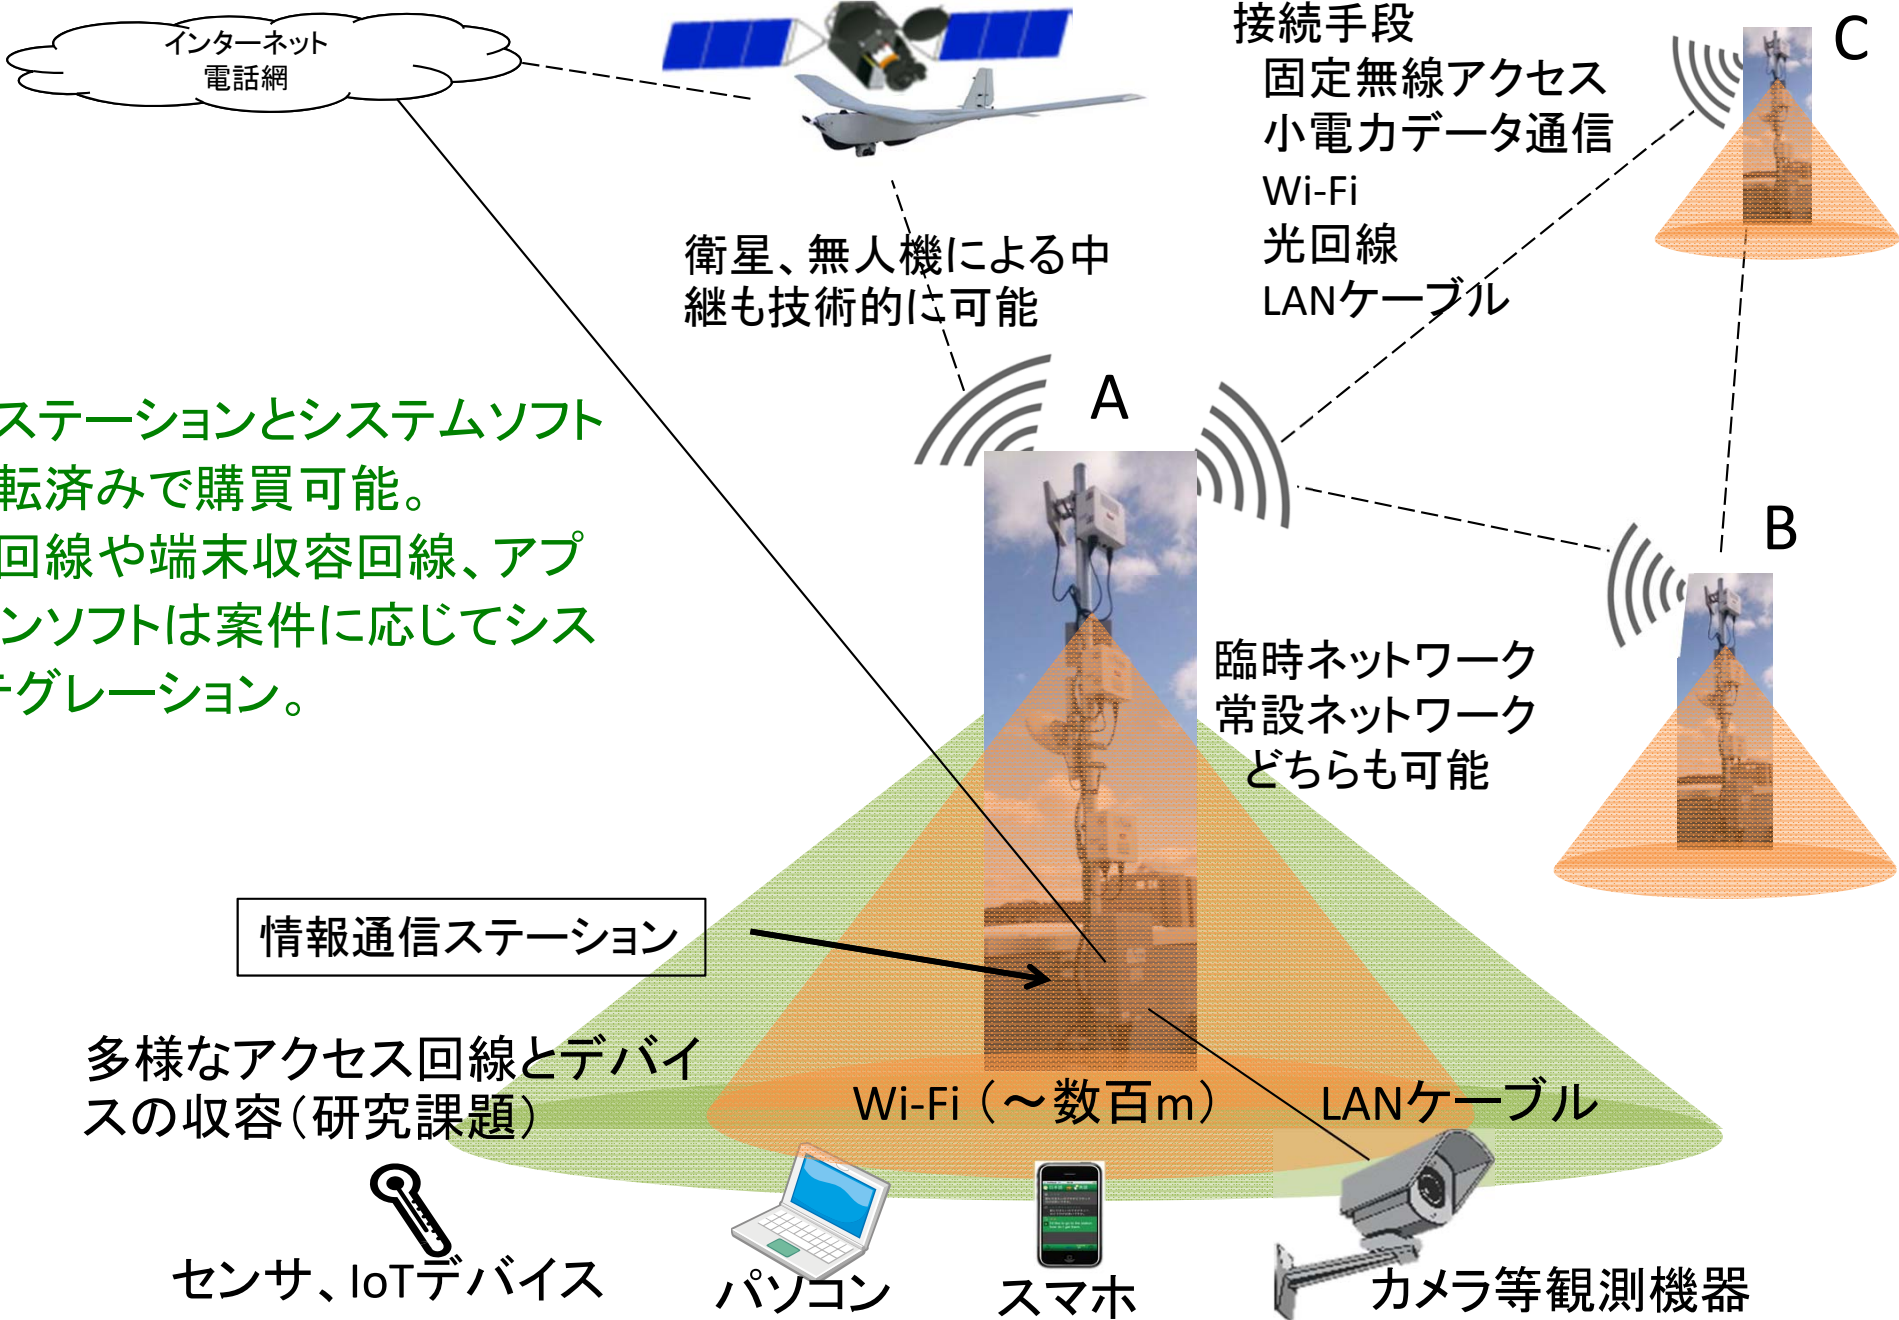 インターネット
電話網
接続手段
固定無線アクセス
小電力データ通信
Wi-Fi
光回線
LANケーブル
C
衛星、無人機による中
継も技術的に可能
A
ステーションとシステムソフト
転済みで購買可能。
回線や端末収容回線、アプ
ンソフトは案件に応じてシス
テグレーション。
B
臨時ネットワーク
常設ネットワーク
どちらも可能
情報通信ステーション
多様なアクセス回線とデバイ
スの収容（研究課題）
Wi-Fi（～数百m）
LANケーブル
センサ、IoTデバイス
パソコン
スマホ
カメラ等観測機器